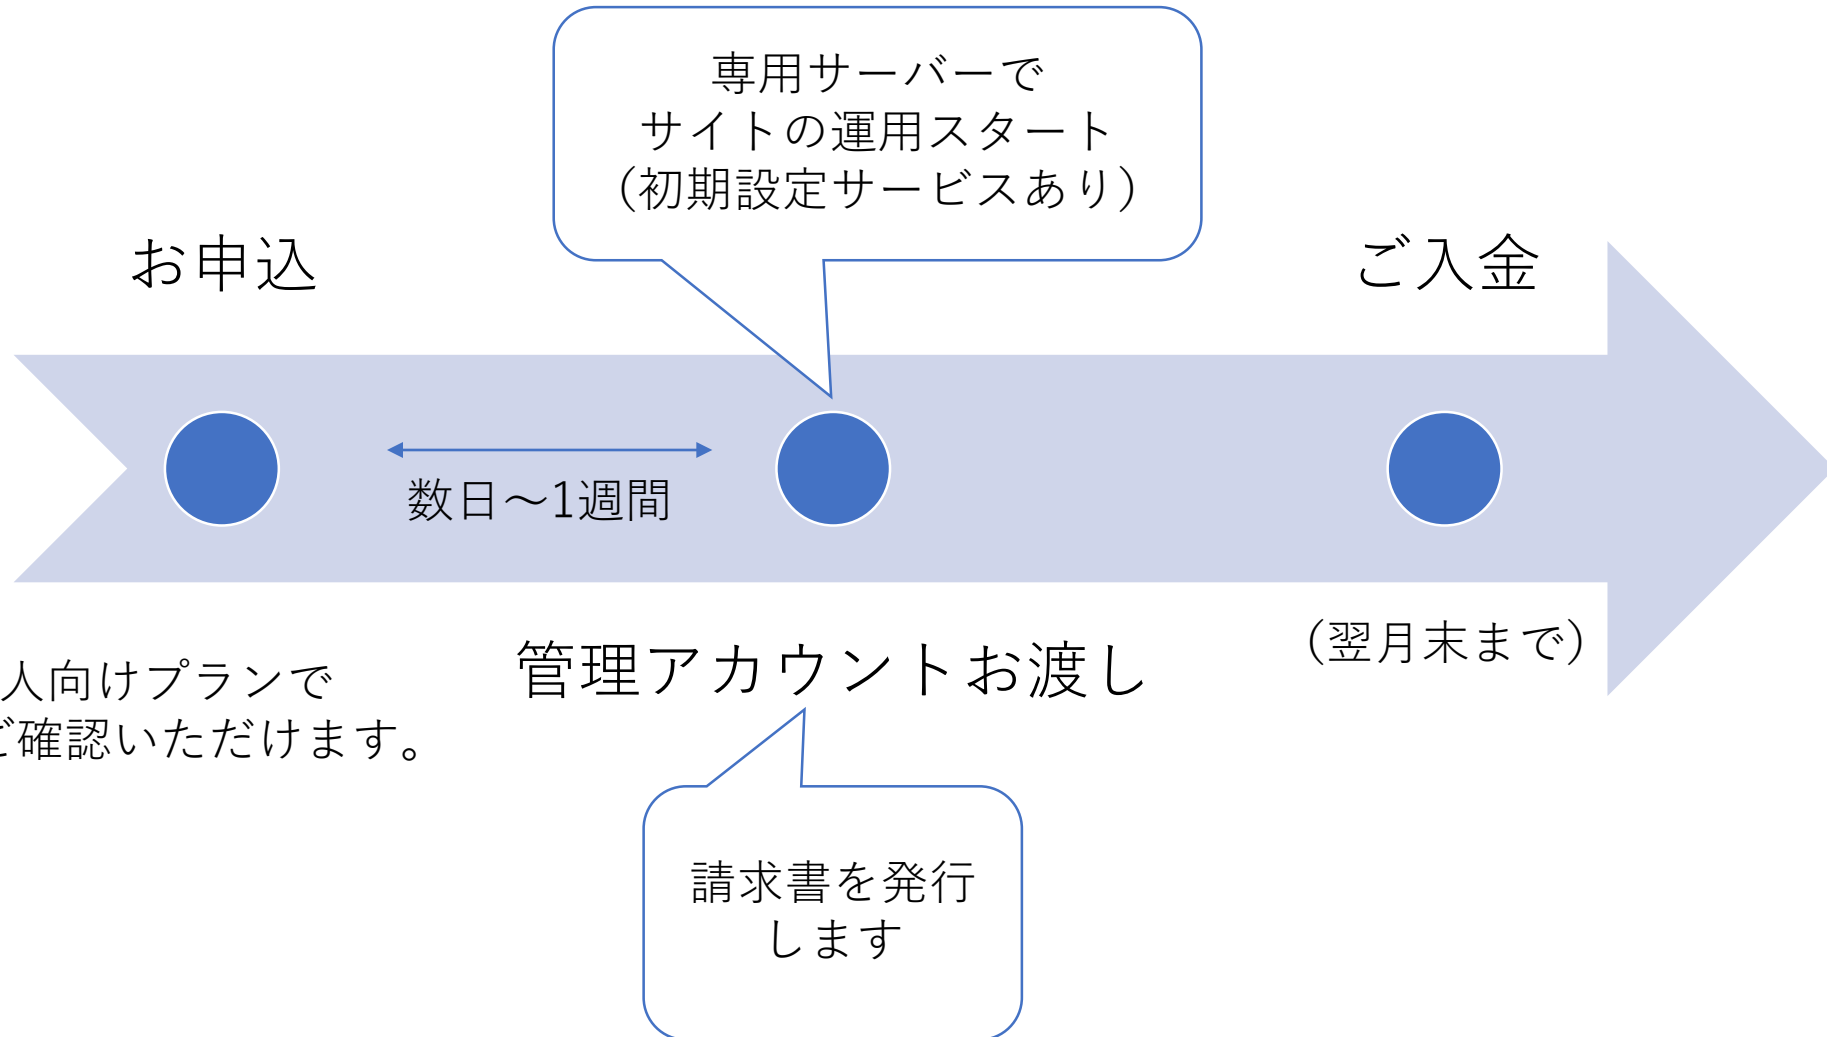 専用サーバーで
サイトの運用スタート
（初期設定サービスあり）
お申込
ご入金
数日～1週間
管理アカウントお渡し
（翌月末まで）
人向けプランで
ご確認いただけます。
請求書を発行
します